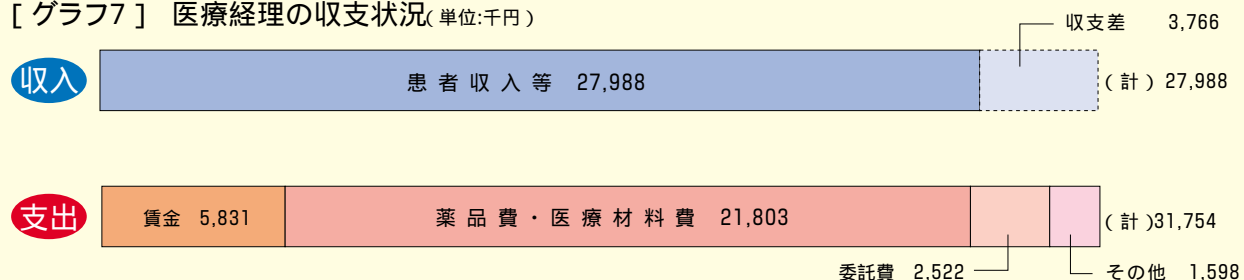 [ グラフ7 ] 医療経理の収支状況( 単位:千円 )
収支差 3,766
収入 患者収入等 27,988 ( 計 ) 27,988
支出 賃金 5,831 薬品費・医療材料費 21,803 ( 計 )31,754
委託費 2,522 その他 1,598